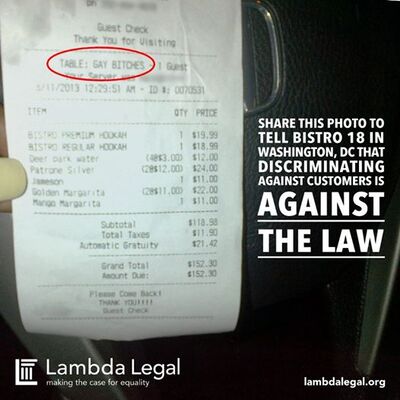 Guest Check
Thank You for Visiting
TABLE: GAY BITCHES - 1 Guest
Your Server was
5/11/2013 12:29:51 AM - ID #: 0070531
ITEM QTY PRICE
BISTRO PREMIUM HOOKAH 1 $19.99
BISTRO REGULAR HOOKAH 1 $18.99
Deer park water (4@$3.00) $12.00
Patrone Silver (2@$12.00) $24.00
Jameson 1 $11.00
Golden Margarita (2@$11.00) $22.00
Mango Margarita 1 $11.00
Subtotal $118.98
Total Taxes $11.90
Automatic Gratuity $21.42
Grand Total $152.30
Amount Due: $152.30
Please Come Back!
THANK YOU!!!!
Guest Check
SHARE THIS PHOTO TO
TELL BISTRO 18 IN
WASHINGTON, DC THAT
DISCRIMINATING
AGAINST CUSTOMERS IS
AGAINST
THE LAW
Lambda Legal
making the case for equality
lambdalegal.org